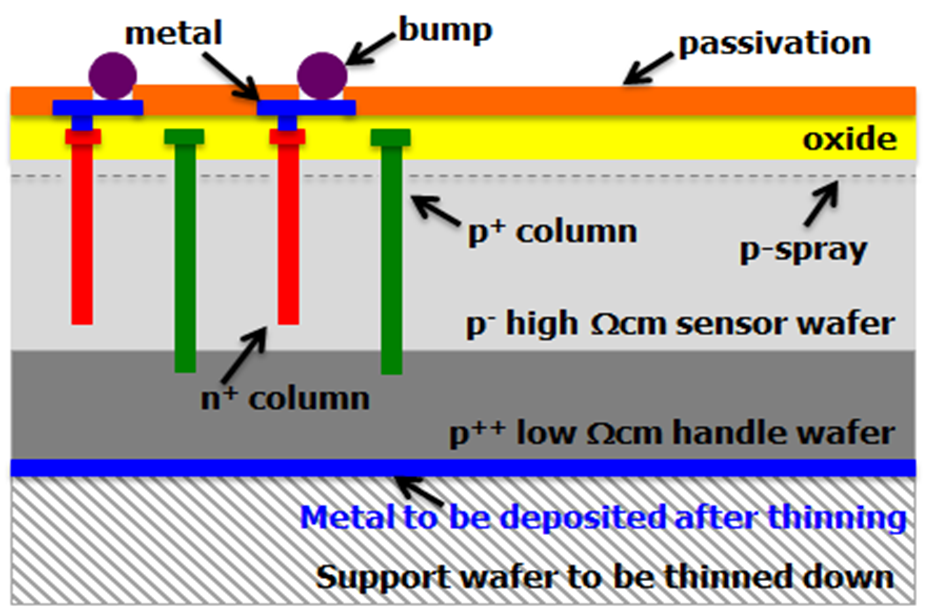 metal
bump
passivation
oxide
p⁺ column
p-spray
p⁻ high Ωcm sensor wafer
n⁺ column
p⁺⁺ low Ωcm handle wafer
Metal to be deposited after thinning
Support wafer to be thinned down